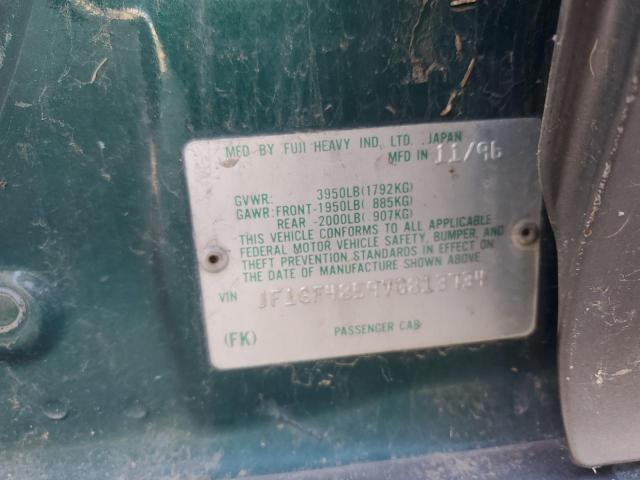 MFD BY FUJI HEAVY IND. LTD. .JAPAN
MFD IN 11/96
GVWR: 3950LB(1792KG)
GAWR: FRONT-1950LB( 885KG)
REAR -2000LB( 907KG)
THIS VEHICLE CONFORMS TO ALL APPLICABLE
FEDERAL MOTOR VEHICLE SAFETY, BUMPER, AND
THEFT PREVENTION STANDARDS IN EFFECT ON
THE DATE OF MANUFACTURE SHOWN ABOVE.
VIN JF1GF4859VG813734
(FK) PASSENGER CAR